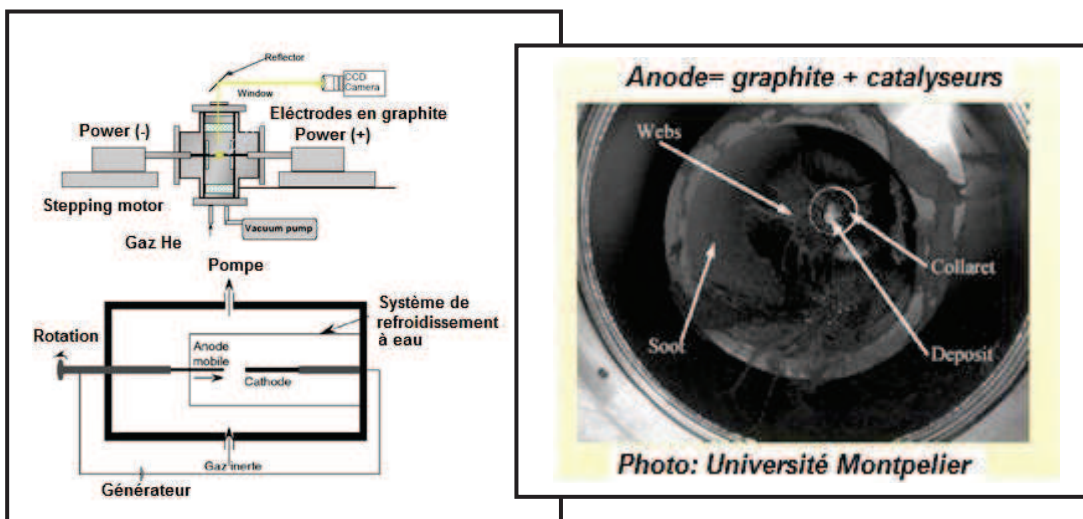 Reflector
CCD
Camera
Window
Eléctrodes en graphite
Power (-)
Power (+)
Stepping motor
Vacuum pump
Gaz He
Pompe
Système de
refroidissement
à eau
Rotation
Anode
mobile
Cathode
Gaz inerte
Générateur
Anode= graphite + catalyseurs
Webs
Collaret
Soot
Deposit
Photo: Université Montpelier